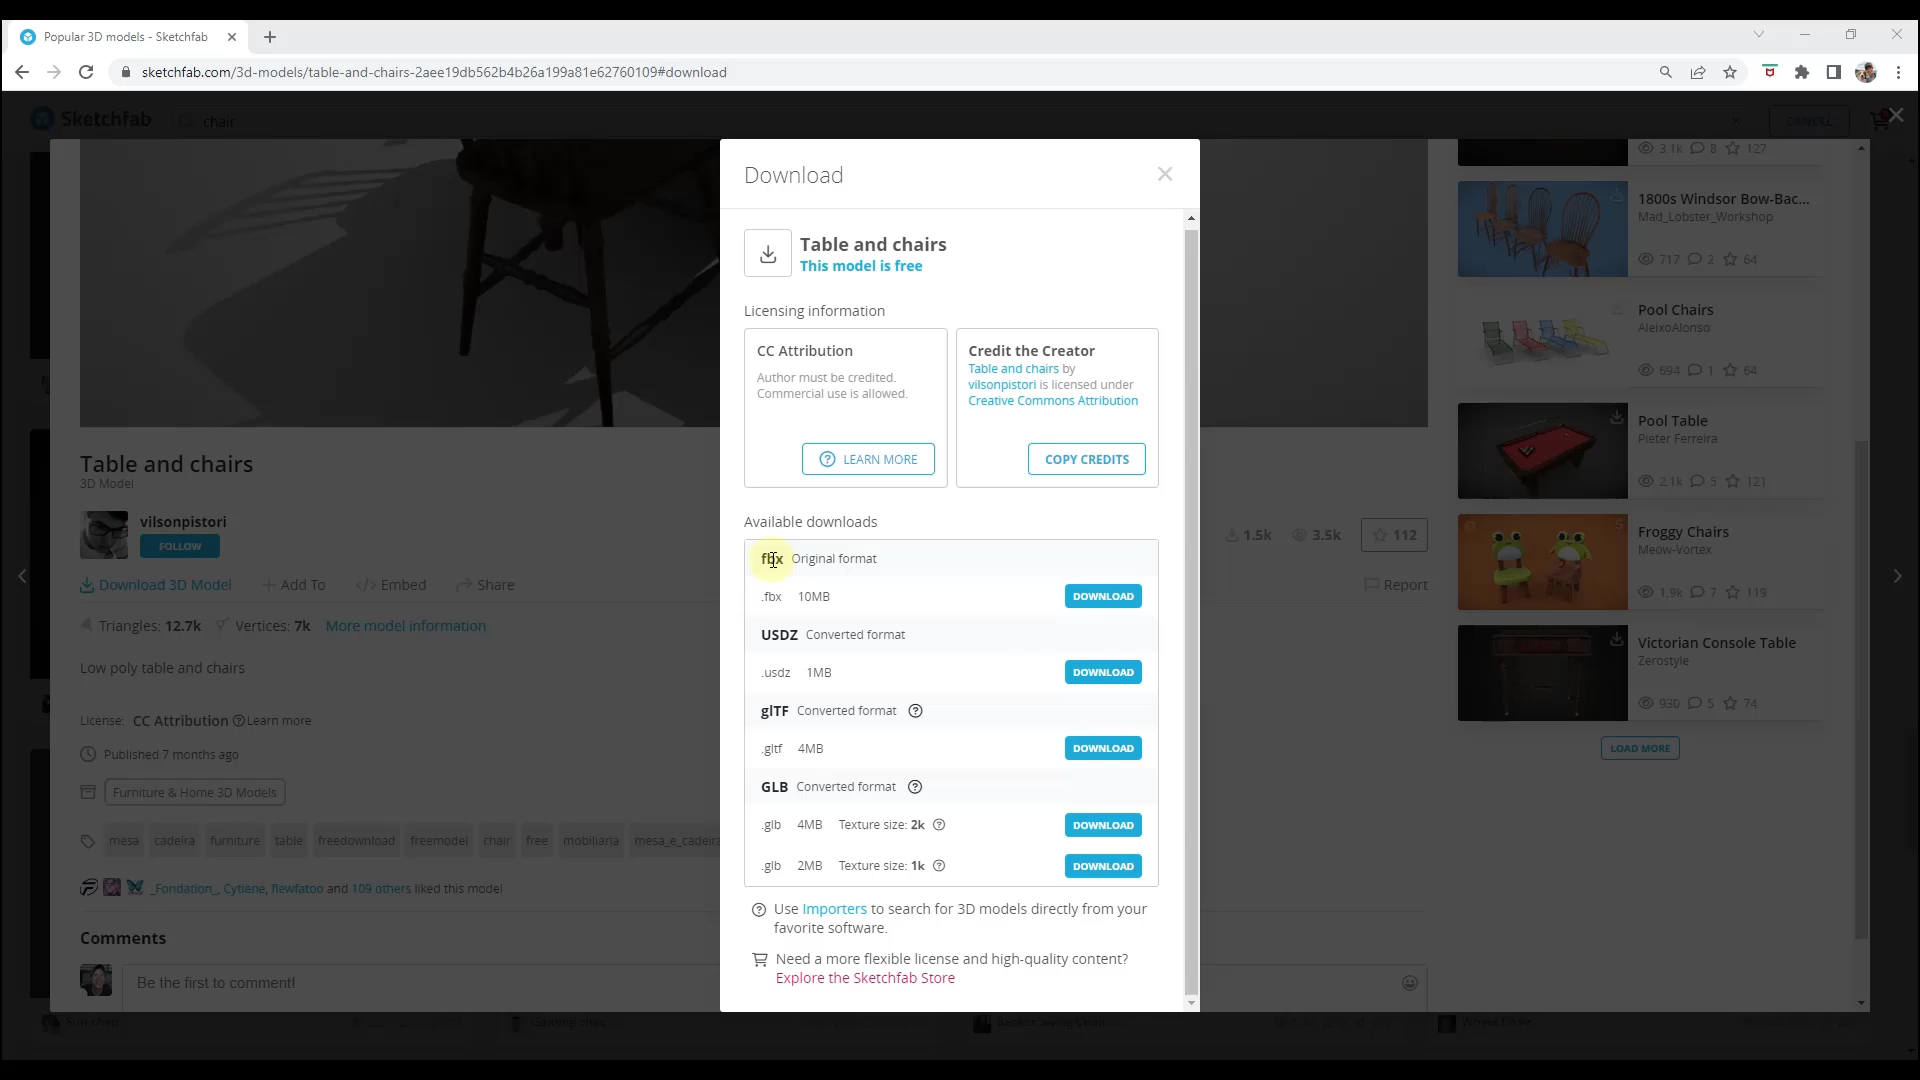 Popular 3D models - Sketchfab
sketchfab.com/3d-models/table-and-chairs-2aee19db562b4b26a199a81e62760109#download
Sketchfab
chair
CANCEL
Download
Table and chairs
This model is free
Licensing information
CC Attribution
Author must be credited.
Commercial use is allowed.
LEARN MORE
Credit the Creator
Table and chairs by
vilsonpistori is licensed under
Creative Commons Attribution
COPY CREDITS
Available downloads
fbx Original format
.fbx 10MB DOWNLOAD
USDZ Converted format
.usdz 1MB DOWNLOAD
glTF Converted format
.gltf 4MB DOWNLOAD
GLB Converted format
.glb 4MB Texture size: 2k DOWNLOAD
.glb 2MB Texture size: 1k DOWNLOAD
Use Importers to search for 3D models directly from your
favorite software.
Need a more flexible license and high-quality content?
Explore the Sketchfab Store
Table and chairs
3D Model
vilsonpistori
FOLLOW
1.5k 3.5k 112
Download 3D Model Add To Embed Share Report
Triangles: 12.7k Vertices: 7k More model information
Low poly table and chairs
License: CC Attribution Learn more
Published 7 months ago
Furniture & Home 3D Models
mesa cadeira furniture table freedownload freemodel chair free mobiliaria mesa_e_cadeira
_Fondation_, Cytiene, flewfatoo and 109 others liked this model
Comments
Be the first to comment!
3.1k 8 127
1800s Windsor Bow-Bac...
Mad_Lobster_Workshop
717 2 64
Pool Chairs
AleixoAlonso
694 1 64
Pool Table
Pieter Ferreira
2.1k 5 121
Froggy Chairs
Meow-Vortex
1.9k 7 119
Victorian Console Table
Zerostyle
930 5 74
LOAD MORE